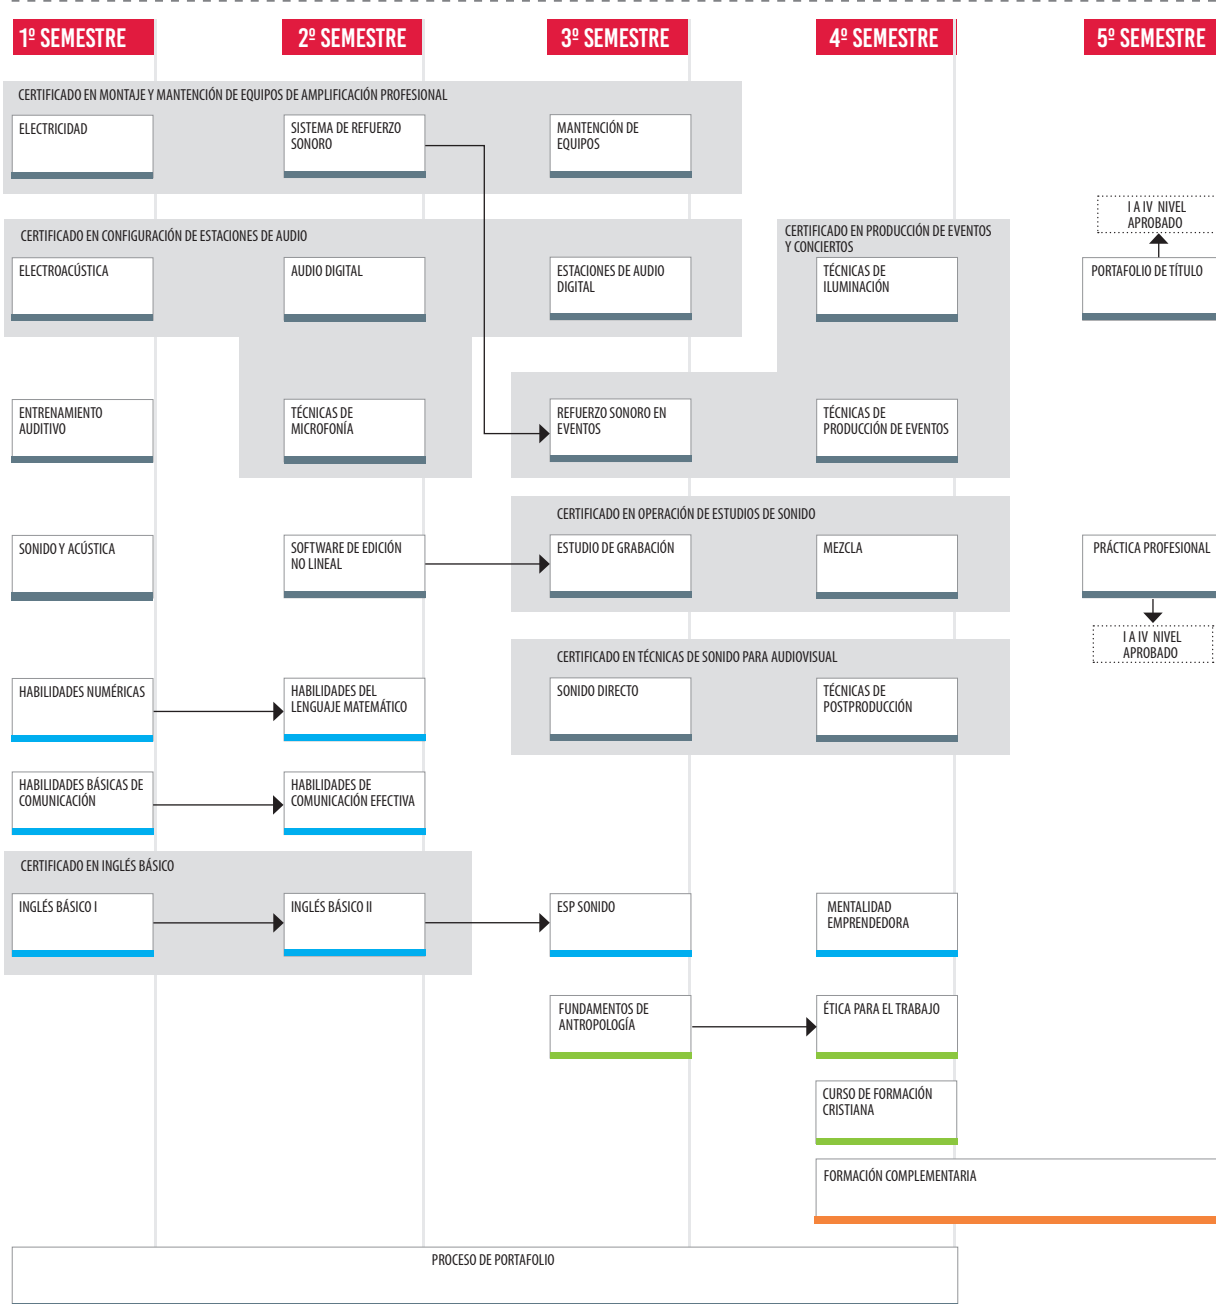 1º SEMESTRE
2º SEMESTRE
3º SEMESTRE
4º SEMESTRE
5º SEMESTRE
CERTIFICADO EN MONTAJE Y MANTENCIÓN DE EQUIPOS DE AMPLIFICACIÓN PROFESIONAL
ELECTRICIDAD
SISTEMA DE REFUERZO
SONORO
MANTENCIÓN DE
EQUIPOS
I A IV NIVEL
APROBADO
CERTIFICADO EN CONFIGURACIÓN DE ESTACIONES DE AUDIO
CERTIFICADO EN PRODUCCIÓN DE EVENTOS
Y CONCIERTOS
ELECTROACÚSTICA
AUDIO DIGITAL
ESTACIONES DE AUDIO
DIGITAL
TÉCNICAS DE
ILUMINACIÓN
PORTAFOLIO DE TÍTULO
ENTRENAMIENTO
AUDITIVO
TÉCNICAS DE
MICROFONÍA
REFUERZO SONORO EN
EVENTOS
TÉCNICAS DE
PRODUCCIÓN DE EVENTOS
CERTIFICADO EN OPERACIÓN DE ESTUDIOS DE SONIDO
SONIDO Y ACÚSTICA
SOFTWARE DE EDICIÓN
NO LINEAL
ESTUDIO DE GRABACIÓN
MEZCLA
PRÁCTICA PROFESIONAL
I A IV NIVEL
APROBADO
CERTIFICADO EN TÉCNICAS DE SONIDO PARA AUDIOVISUAL
HABILIDADES NUMÉRICAS
HABILIDADES DEL
LENGUAJE MATEMÁTICO
SONIDO DIRECTO
TÉCNICAS DE
POSTPRODUCCIÓN
HABILIDADES BÁSICAS DE
COMUNICACIÓN
HABILIDADES DE
COMUNICACIÓN EFECTIVA
CERTIFICADO EN INGLÉS BÁSICO
INGLÉS BÁSICO I
INGLÉS BÁSICO II
ESP SONIDO
MENTALIDAD
EMPRENDEDORA
FUNDAMENTOS DE
ANTROPOLOGÍA
ÉTICA PARA EL TRABAJO
CURSO DE FORMACIÓN
CRISTIANA
FORMACIÓN COMPLEMENTARIA
PROCESO DE PORTAFOLIO